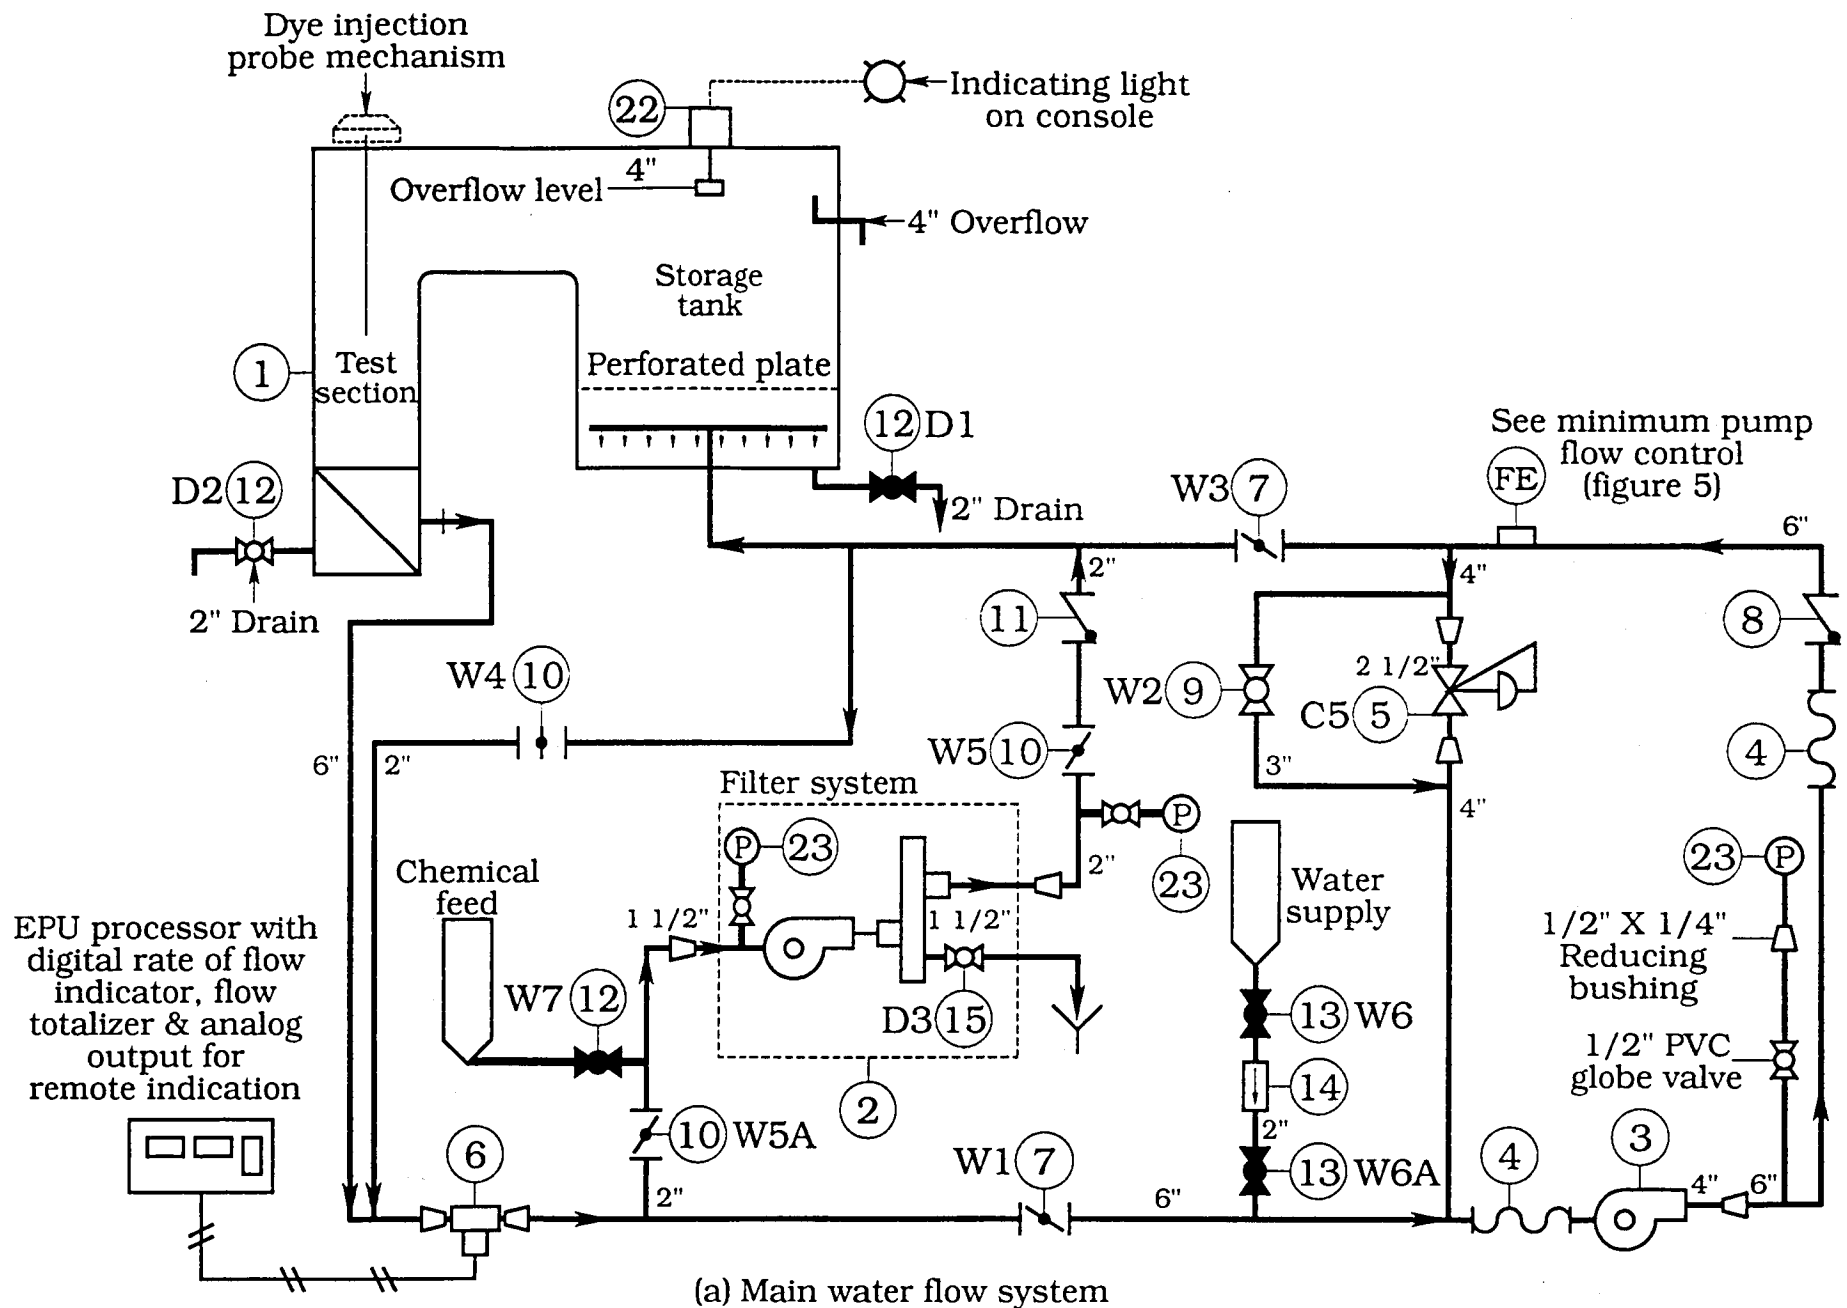 Dye injection
probe mechanism
22
Indicating light
on console
4"
Overflow level
4" Overflow
Storage
tank
1
Test
section
Perforated plate
12 D1
2" Drain
D2 12
2" Drain
W3 7
See minimum pump
flow control
(figure 5)
FE
6"
2"
4"
11
8
W4 10
W2 9
2 1/2"
C5 5
6"
2"
W5 10
3"
4"
4
Filter system
P 23
P
23
2"
23 P
Chemical
feed
1 1/2"
1 1/2"
Water
supply
1/2" X 1/4"
Reducing
bushing
EPU processor with
digital rate of flow
indicator, flow
totalizer & analog
output for
remote indication
W7 12
D3 15
13 W6
1/2" PVC
globe valve
2
14
10 W5A
2"
6
W1 7
13 W6A
4
3
2"
6"
4"
6"
(a) Main water flow system